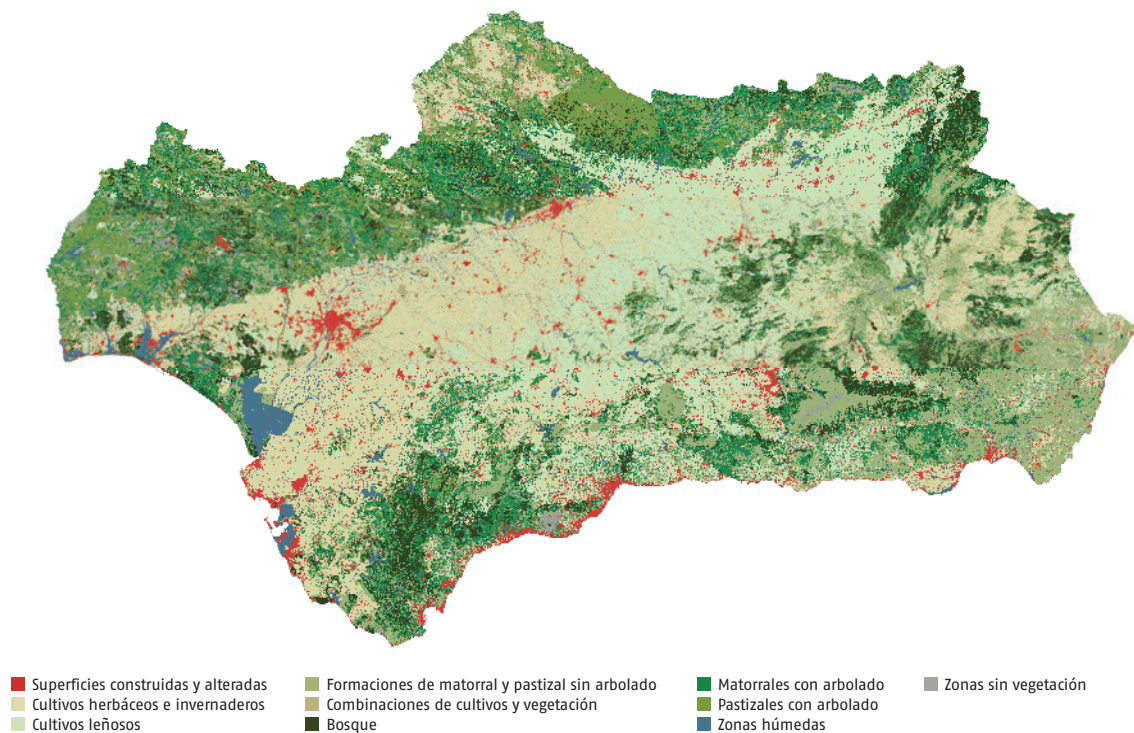 Superficies construidas y alteradas
Cultivos herbáceos e invernaderos
Cultivos leñosos
Formaciones de matorral y pastizal sin arbolado
Combinaciones de cultivos y vegetación
Bosque
Matorrales con arbolado
Pastizales con arbolado
Zonas húmedas
Zonas sin vegetación